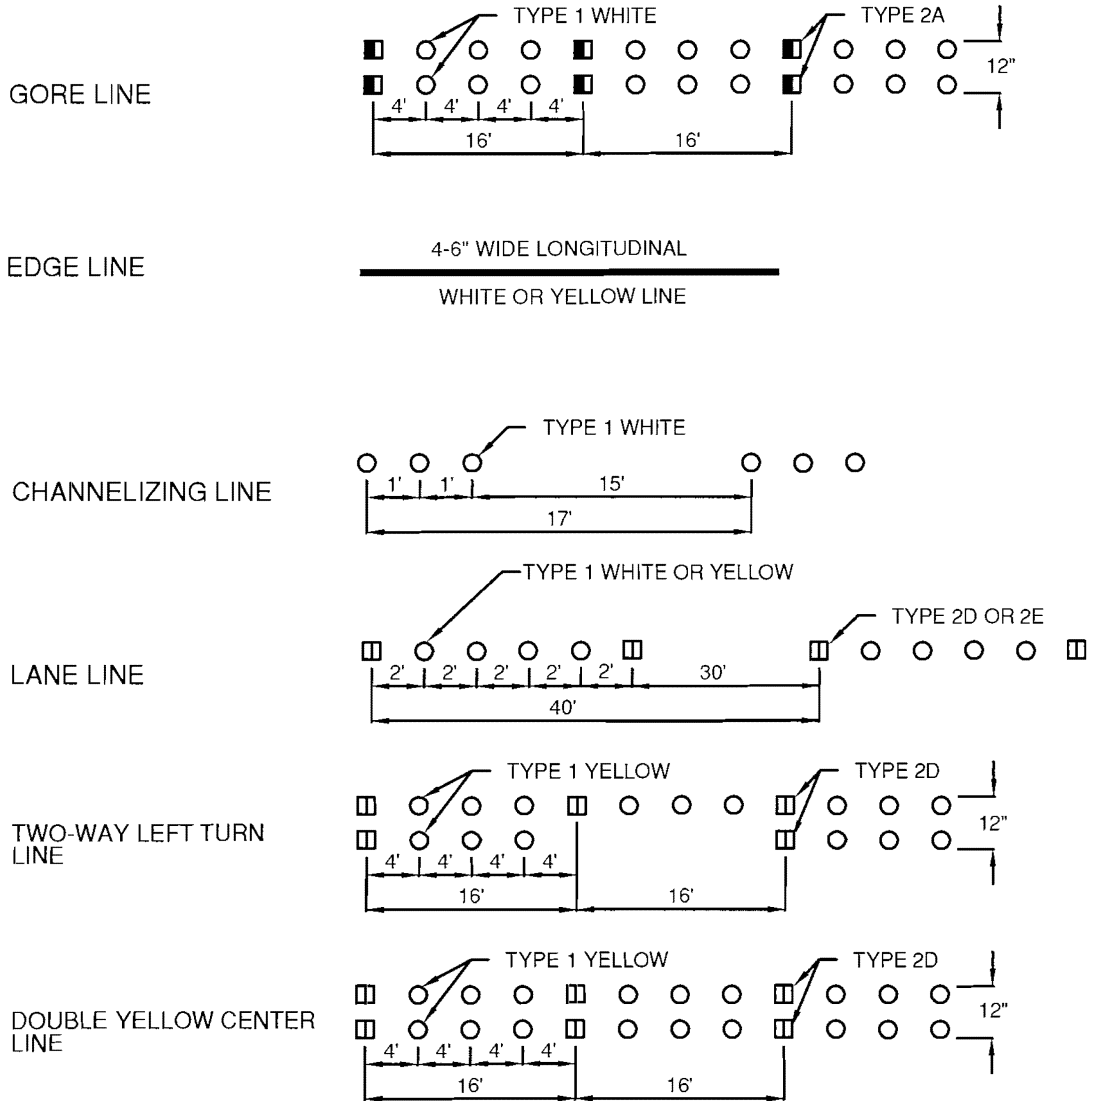 TYPE 1 WHITE
TYPE 2A
12"
GORE LINE
4' 4' 4' 4'
16' 16'
4-6" WIDE LONGITUDINAL
EDGE LINE
WHITE OR YELLOW LINE
TYPE 1 WHITE
CHANNELIZING LINE
1' 1' 15'
17'
TYPE 1 WHITE OR YELLOW
TYPE 2D OR 2E
LANE LINE
2' 2' 2' 2' 2' 30'
40'
TYPE 1 YELLOW
TYPE 2D
12"
TWO-WAY LEFT TURN
LINE
4' 4' 4' 4'
16' 16'
TYPE 1 YELLOW
TYPE 2D
12"
DOUBLE YELLOW CENTER
LINE
4' 4' 4' 4'
16' 16'